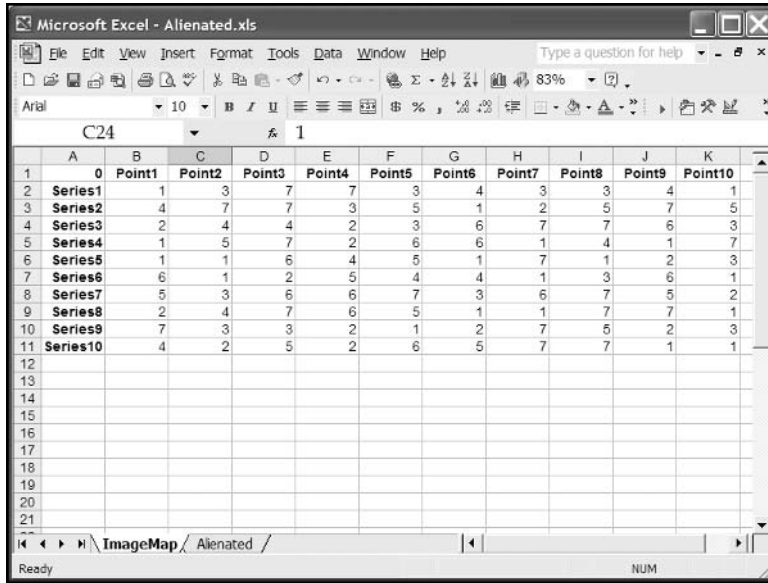 Microsoft Excel - Alienated.xls
File Edit View Insert Format Tools Data Window Help Type a question for help
83%
Arial 10 B I U $ % ,
C24 fx 1
A B C D E F G H I J K
1 0 Point1 Point2 Point3 Point4 Point5 Point6 Point7 Point8 Point9 Point10
2 Series1 1 3 7 7 3 4 3 3 4 1
3 Series2 4 7 7 3 5 1 2 5 7 5
4 Series3 2 4 4 2 3 6 7 7 6 3
5 Series4 1 5 7 2 6 6 1 4 1 7
6 Series5 1 1 6 4 5 1 7 1 2 3
7 Series6 6 1 2 5 4 4 1 3 6 1
8 Series7 5 3 6 6 7 3 6 7 5 2
9 Series8 2 4 7 6 5 1 1 7 7 1
10 Series9 7 3 3 2 1 2 7 5 2 3
11 Series10 4 2 5 2 6 5 7 7 1 1
12
13
14
15
16
17
18
19
20
21
ImageMap Alienated
Ready NUM